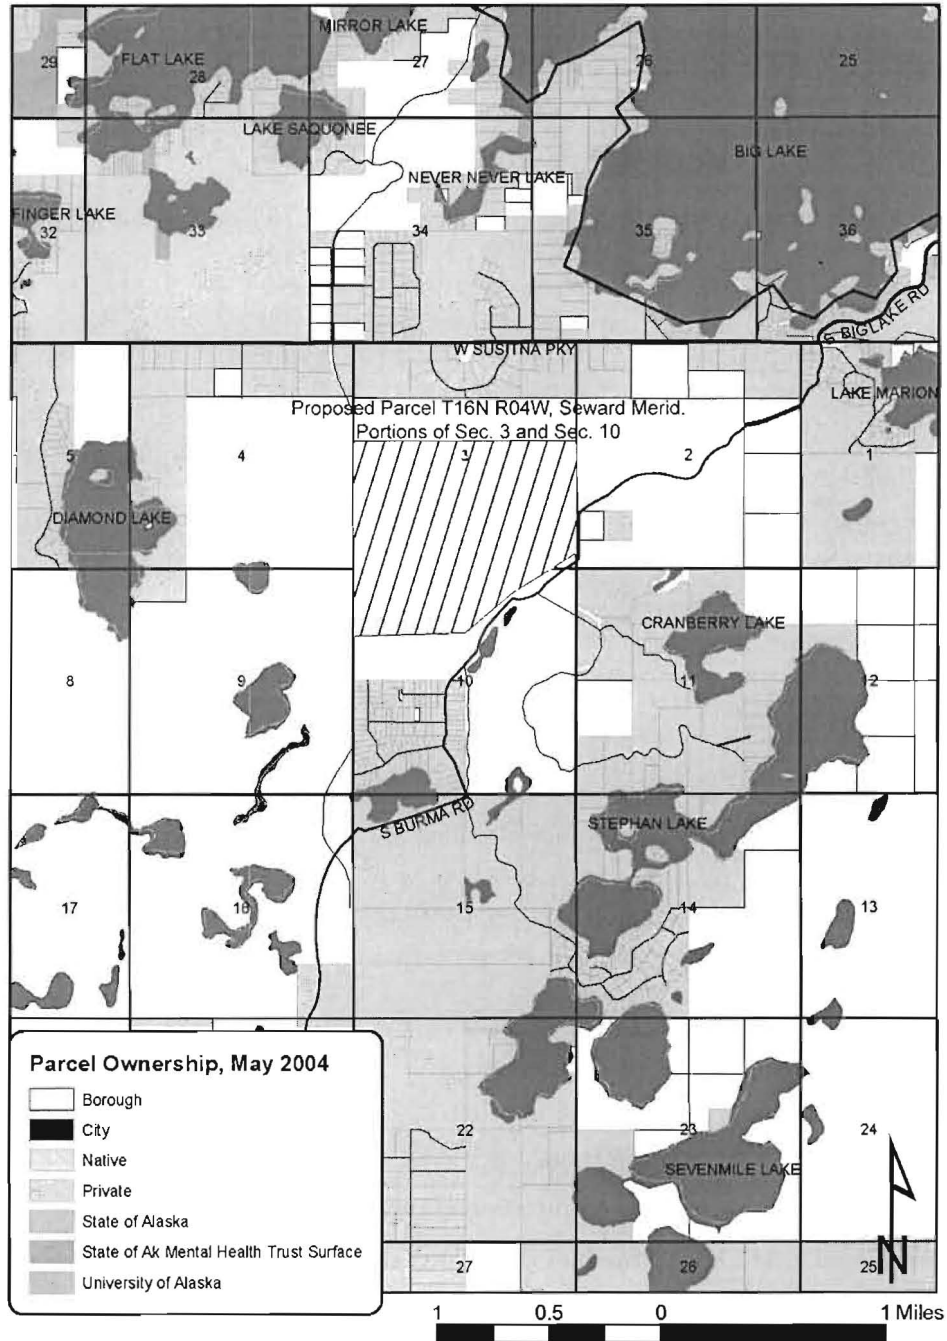 MIRROR LAKE
29
FLAT LAKE
28
27
26
25
LAKE SAQUONEE
BIG LAKE
NEVER NEVER LAKE
FINGER LAKE
32
33
34
35
36
S BIGLAKE RD
W SUSITNA PKY
LAKE MARION
Proposed Parcel T16N R04W, Seward Merid.
Portions of Sec. 3 and Sec. 10
5
4
3
2
1
DIAMOND LAKE
CRANBERRY LAKE
8
9
10
11
12
S BURMA RD
STEPHAN LAKE
17
16
15
14
13
Parcel Ownership, May 2004
Borough
City
Native
Private
State of Alaska
State of Ak Mental Health Trust Surface
University of Alaska
22
23
24
SEVENMILE LAKE
N
27
26
25
1 0.5 0 1 Miles